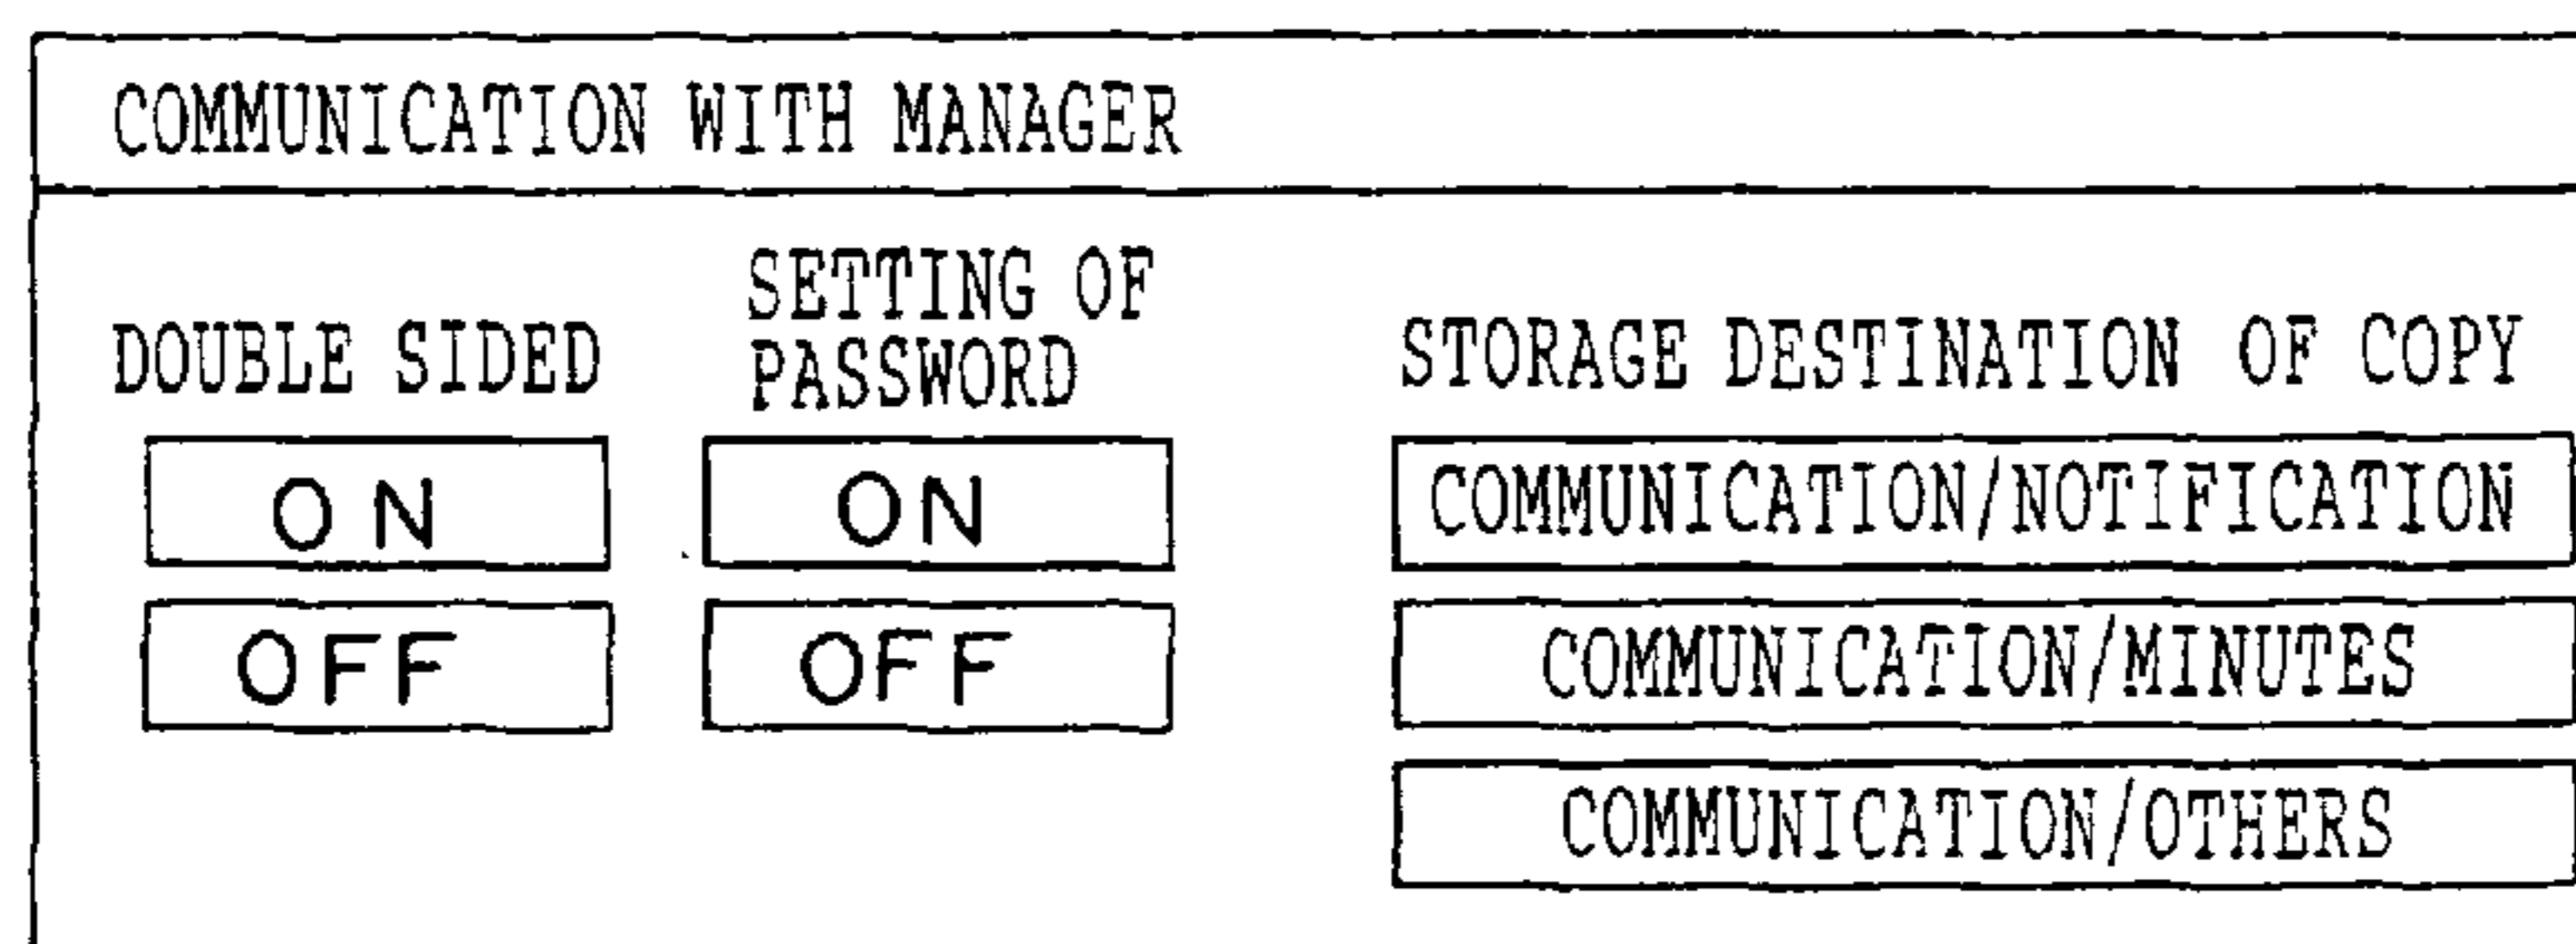 COMMUNICATION WITH MANAGER
DOUBLE SIDED
ON
OFF
SETTING OF
PASSWORD
ON
OFF
STORAGE DESTINATION OF COPY
COMMUNICATION/NOTIFICATION
COMMUNICATION/MINUTES
COMMUNICATION/OTHERS